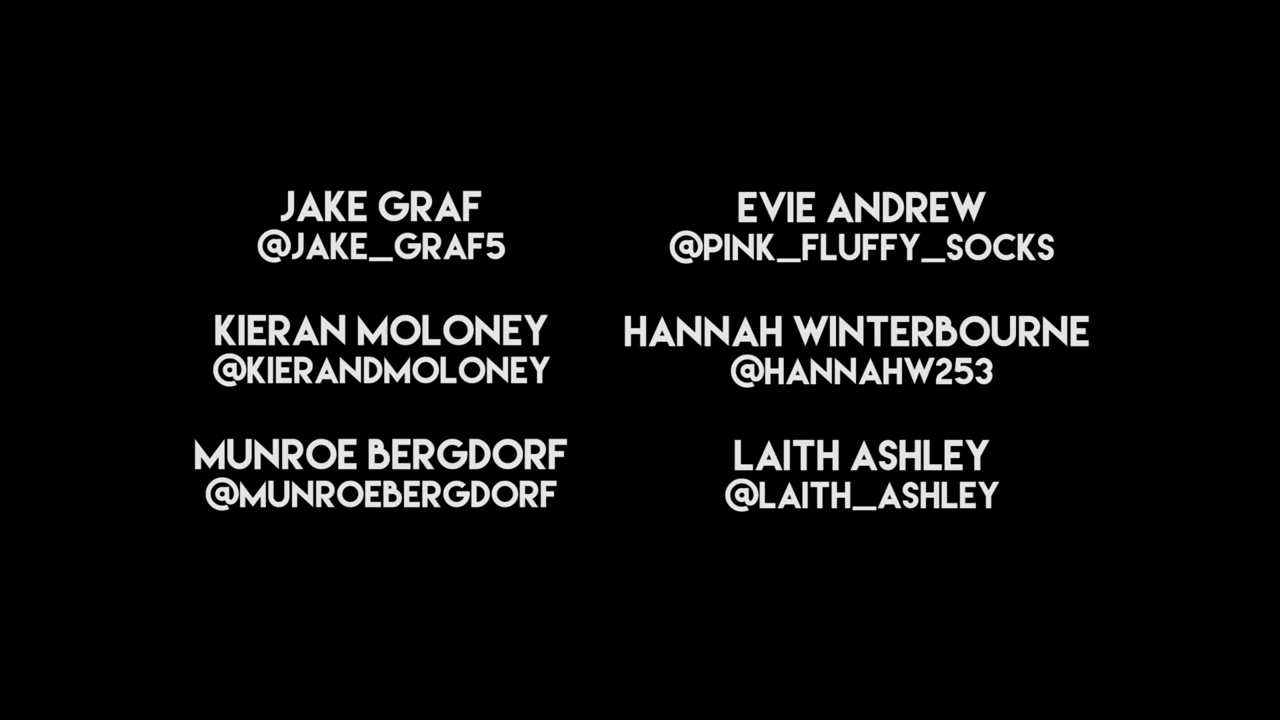 JAKE GRAF
@JAKE_GRAF5
EVIE ANDREW
@PINK_FLUFFY_SOCKS
KIERAN MOLONEY
@KIERANDMOLONEY
HANNAH WINTERBOURNE
@HANNAHW253
MUNROE BERGDORF
@MUNROEBERGDORF
LAITH ASHLEY
@LAITH_ASHLEY